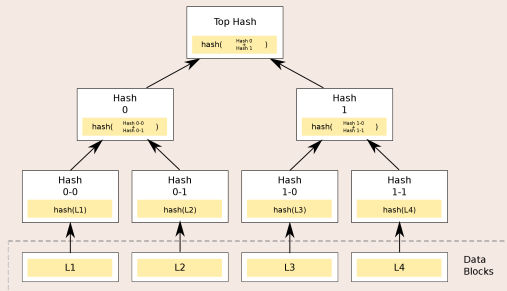 Top Hash
hash( Hash 0 + Hash 1 )
Hash 0
hash( Hash 0-0 + Hash 0-1 )
Hash 1
hash( Hash 1-0 + Hash 1-1 )
Hash 0-0
hash(L1)
Hash 0-1
hash(L2)
Hash 1-0
hash(L3)
Hash 1-1
hash(L4)
L1
L2
L3
L4
Data
Blocks